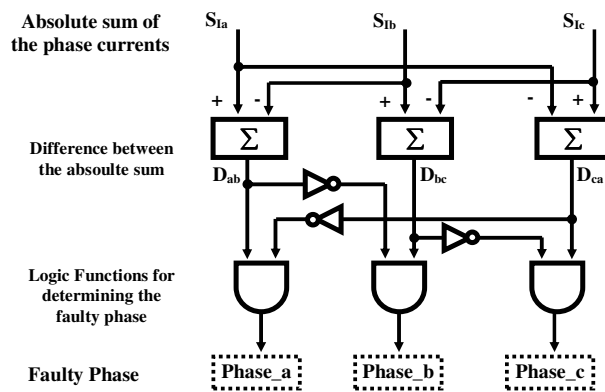 Absolute sum of
the phase currents
S_Ia S_Ib S_Ic
+ - + - - +
Σ Σ Σ
Difference between
the absoulte sum
D_ab D_bc D_ca
Logic Functions for
determining the
faulty phase
Faulty Phase
Phase_a Phase_b Phase_c